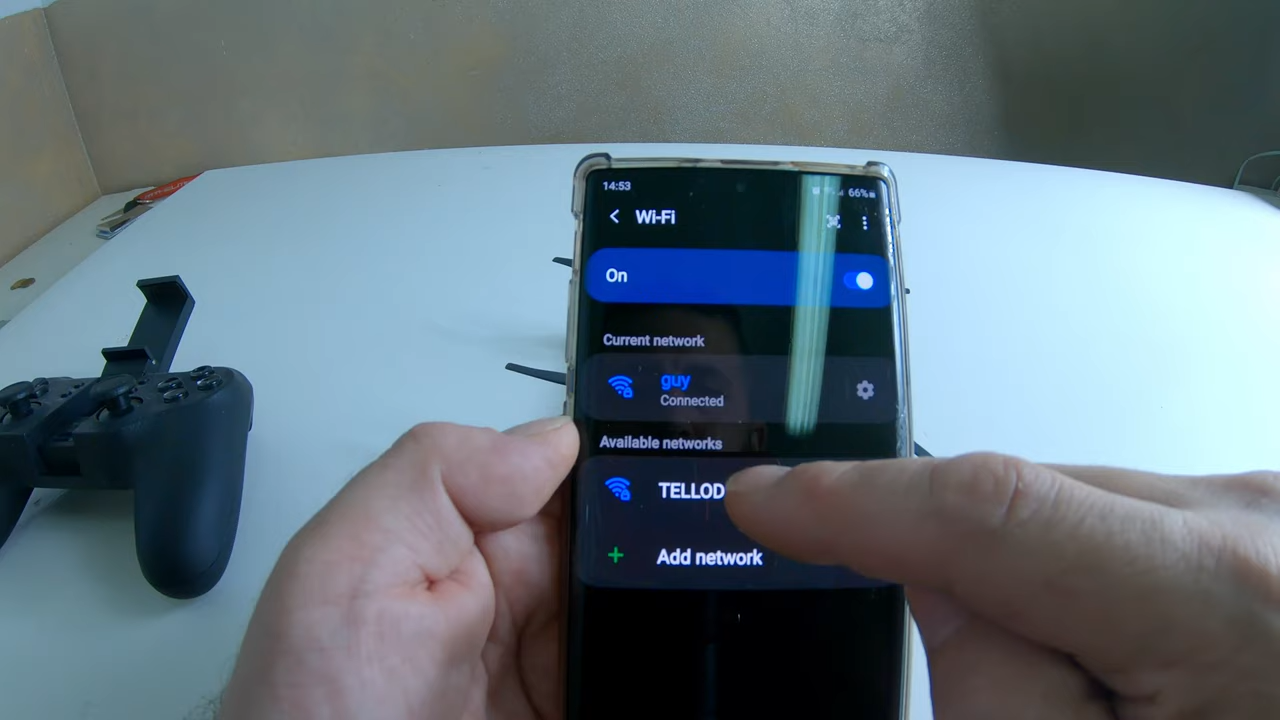 14:53
66%
Wi-Fi
On
Current network
guy
Connected
Available networks
TELLOD
Add network